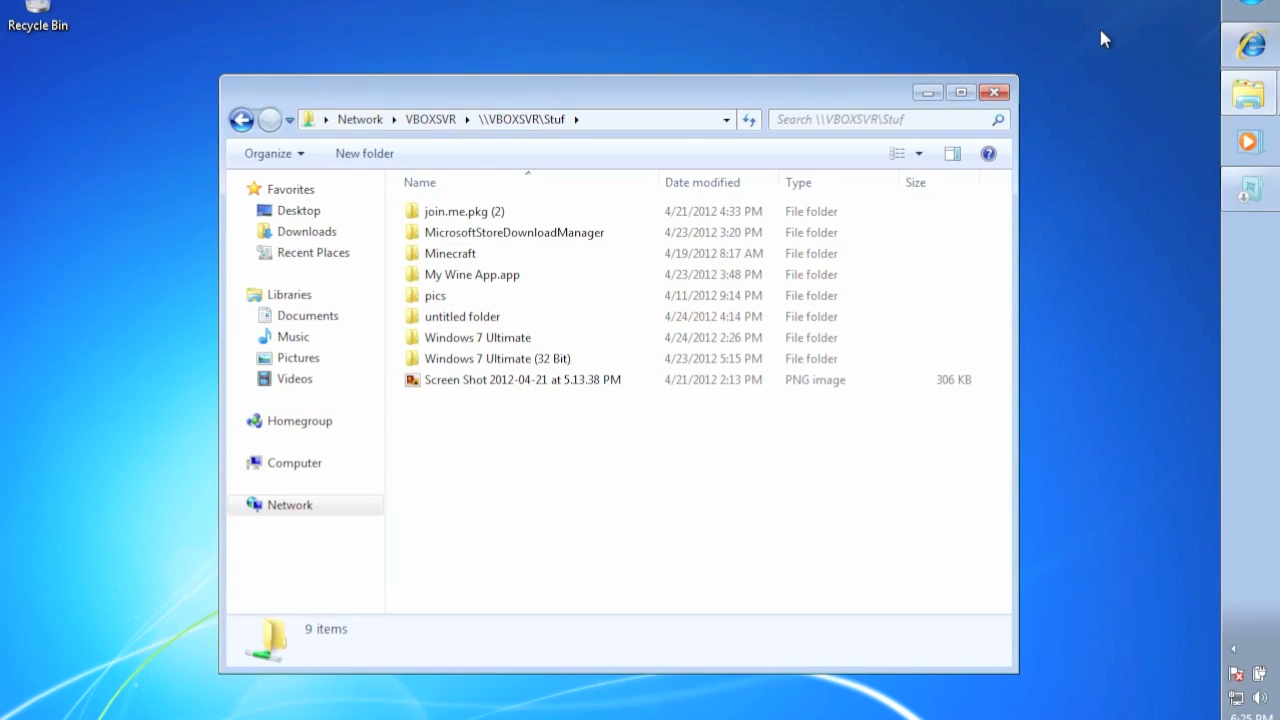 Recycle Bin
Network VBOXSVR \\VBOXSVR\Stuf
Search \\VBOXSVR\Stuf
Organize New folder
Name Date modified Type Size
Favorites
Desktop
Downloads
Recent Places
Libraries
Documents
Music
Pictures
Videos
Homegroup
Computer
Network
join.me.pkg (2) 4/21/2012 4:33 PM File folder
MicrosoftStoreDownloadManager 4/23/2012 3:20 PM File folder
Minecraft 4/19/2012 8:17 AM File folder
My Wine App.app 4/23/2012 3:48 PM File folder
pics 4/11/2012 9:14 PM File folder
untitled folder 4/24/2012 4:14 PM File folder
Windows 7 Ultimate 4/24/2012 2:26 PM File folder
Windows 7 Ultimate (32 Bit) 4/23/2012 5:15 PM File folder
Screen Shot 2012-04-21 at 5.13.38 PM 4/21/2012 2:13 PM PNG image 306 KB
9 items
6:25 PM